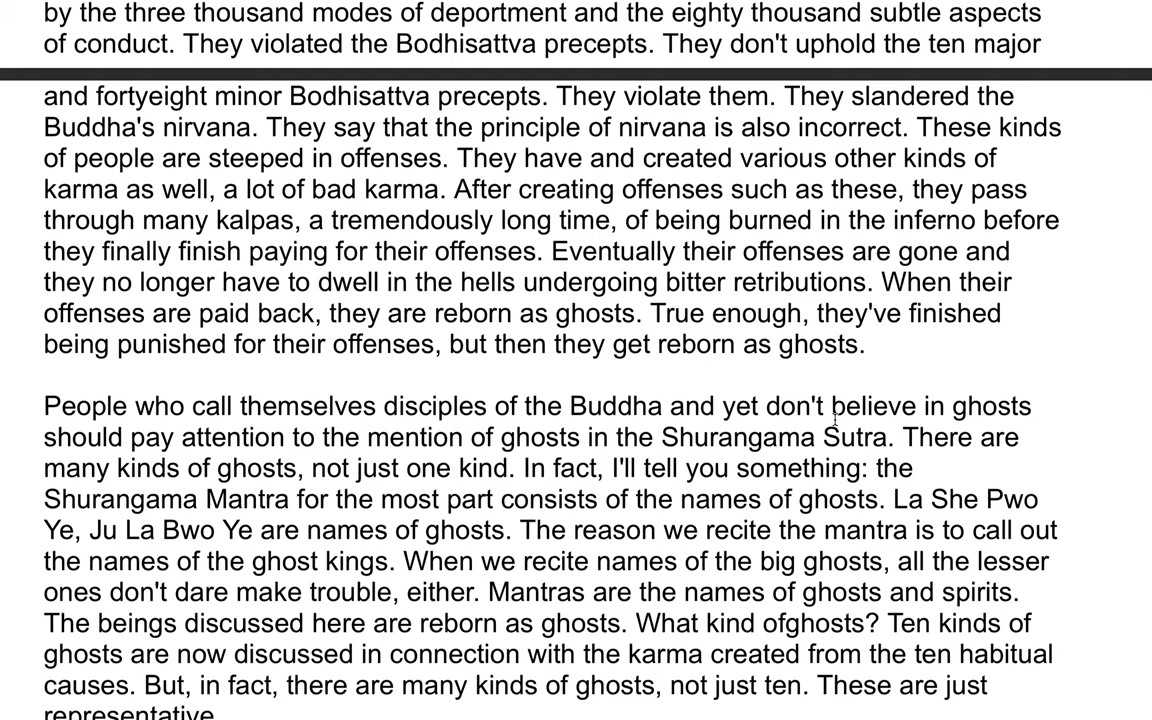 by the three thousand modes of deportment and the eighty thousand subtle aspects
of conduct. They violated the Bodhisattva precepts. They don't uphold the ten major
and fortyeight minor Bodhisattva precepts. They violate them. They slandered the
Buddha's nirvana. They say that the principle of nirvana is also incorrect. These kinds
of people are steeped in offenses. They have and created various other kinds of
karma as well, a lot of bad karma. After creating offenses such as these, they pass
through many kalpas, a tremendously long time, of being burned in the inferno before
they finally finish paying for their offenses. Eventually their offenses are gone and
they no longer have to dwell in the hells undergoing bitter retributions. When their
offenses are paid back, they are reborn as ghosts. True enough, they've finished
being punished for their offenses, but then they get reborn as ghosts.
People who call themselves disciples of the Buddha and yet don't believe in ghosts
should pay attention to the mention of ghosts in the Shurangama Sutra. There are
many kinds of ghosts, not just one kind. In fact, I'll tell you something: the
Shurangama Mantra for the most part consists of the names of ghosts. La She Pwo
Ye, Ju La Bwo Ye are names of ghosts. The reason we recite the mantra is to call out
the names of the ghost kings. When we recite names of the big ghosts, all the lesser
ones don't dare make trouble, either. Mantras are the names of ghosts and spirits.
The beings discussed here are reborn as ghosts. What kind ofghosts? Ten kinds of
ghosts are now discussed in connection with the karma created from the ten habitual
causes. But, in fact, there are many kinds of ghosts, not just ten. These are just
representative.